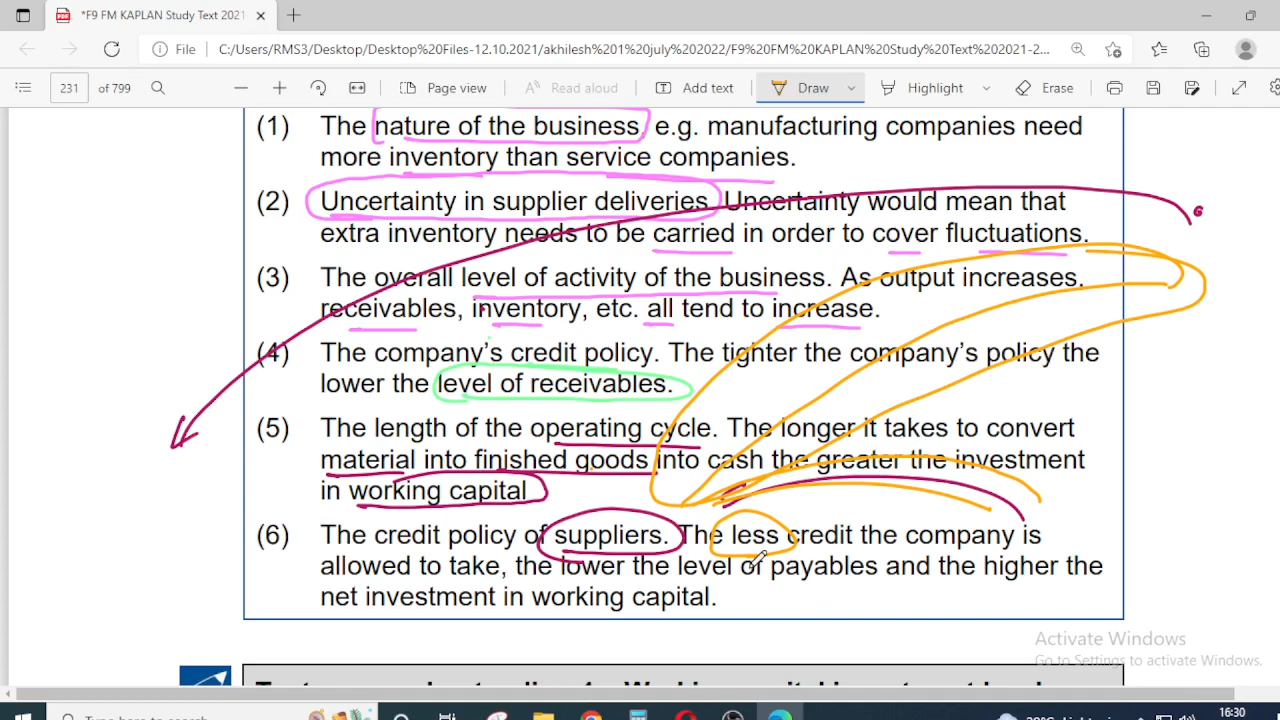 *F9 FM KAPLAN Study Text 2021
File
C:/Users/RMS3/Desktop/Desktop%20Files-12.10.2021/akhilesh%201%20july%202022/F9%20FM%20KAPLAN%20Study%20Text%202021-2...
231 of 799
Page view
Read aloud
Add text
Draw
Highlight
Erase
(1) The nature of the business, e.g. manufacturing companies need
more inventory than service companies.
(2) Uncertainty in supplier deliveries. Uncertainty would mean that
extra inventory needs to be carried in order to cover fluctuations.
(3) The overall level of activity of the business. As output increases,
receivables, inventory, etc. all tend to increase.
(4) The company's credit policy. The tighter the company's policy the
lower the level of receivables.
(5) The length of the operating cycle. The longer it takes to convert
material into finished goods into cash the greater the investment
in working capital
(6) The credit policy of suppliers. The less credit the company is
allowed to take, the lower the level of payables and the higher the
net investment in working capital.
Activate Windows
Go to Settings to activate Windows.
16:30